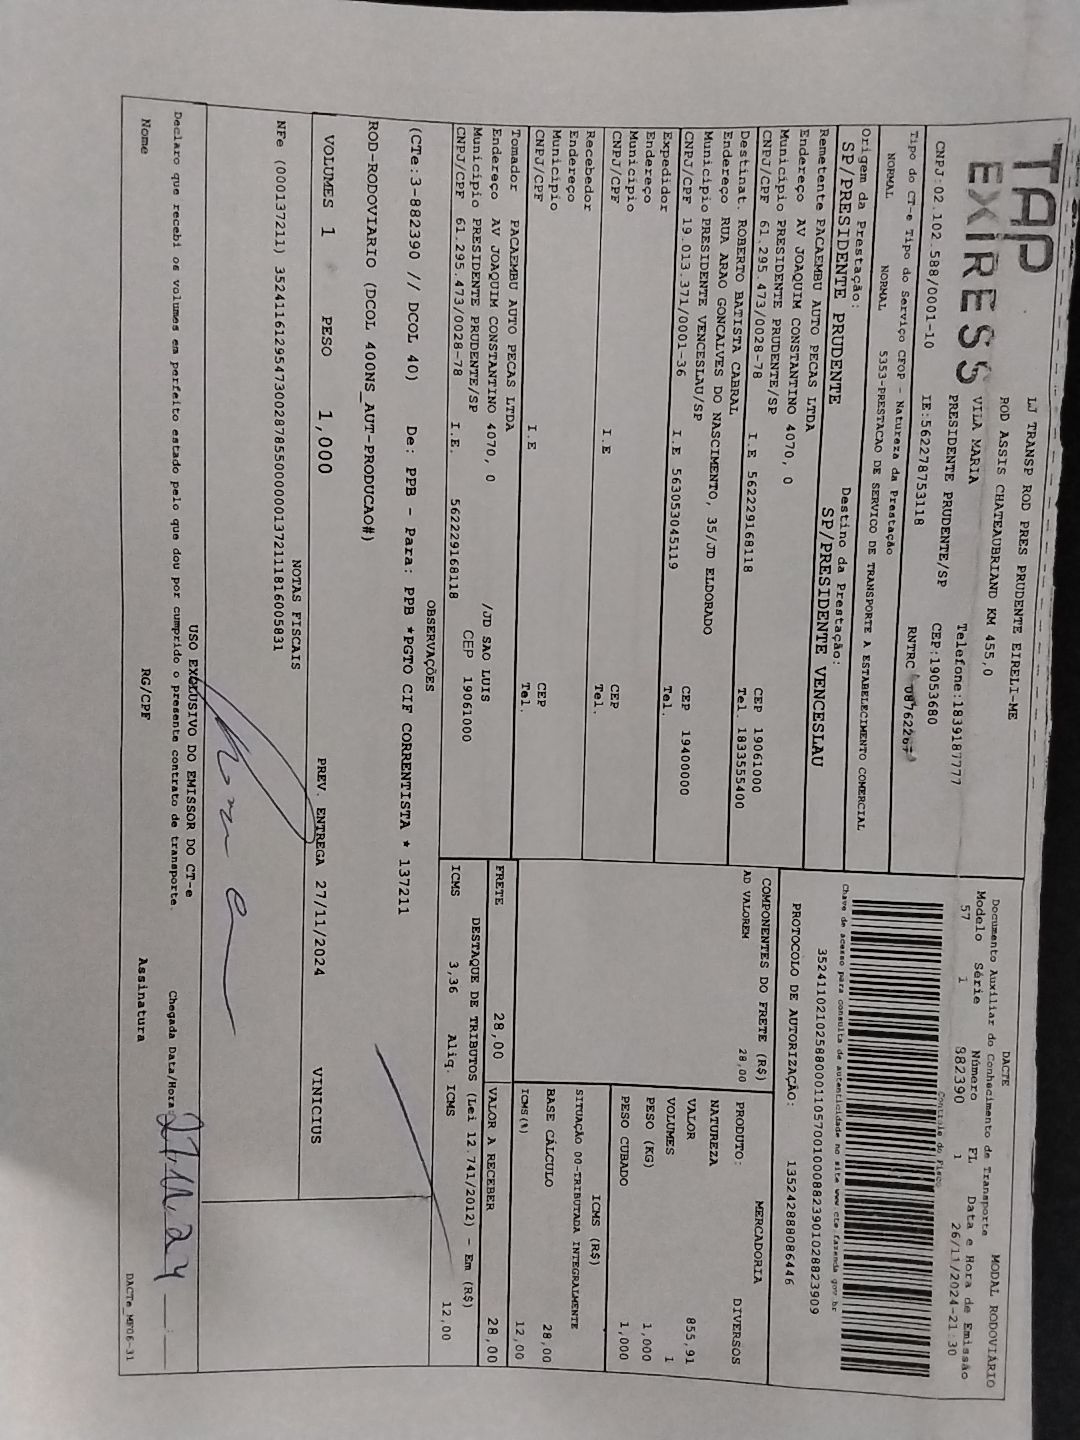 TAP
EXPRESS
LJ TRANSP ROD PRES PRUDENTE EIRELI-ME
ROD ASSIS CHATEAUBRIAND KM 455,0
VILA MARIA
PRESIDENTE PRUDENTE/SP
Telefone:1839187777
CEP:19053680
CNPJ:02.102.588/0001-10 IE:562278753118 RNTRC
Tipo do CT-e Tipo do Serviço CFOP - Natureza da Prestação
NORMAL NORMAL 5353-PRESTACAO DE SERVICO DE TRANSPORTE A ESTABELECIMENTO COMERCIAL
Origem da Prestação: Destino da Prestação:
SP/PRESIDENTE PRUDENTE SP/PRESIDENTE VENCESLAU
Remetente PACAEMBU AUTO PECAS LTDA
Endereço AV JOAQUIM CONSTANTINO 4070, 0
Município PRESIDENTE PRUDENTE/SP CEP 19061000
CNPJ/CPF 61.295.473/0028-78 I.E 562229168118 Tel. 1833555400
Destinat. ROBERTO BATISTA CABRAL
Endereço RUA ARAO GONCALVES DO NASCIMENTO, 35/JD ELDORADO
Município PRESIDENTE VENCESLAU/SP CEP 19400000
CNPJ/CPF 19.013.371/0001-36 I.E 563053045119 Tel.
Expedidor
Endereço
Município CEP
CNPJ/CPF I.E Tel.
Recebedor
Endereço
Município CEP
CNPJ/CPF I.E Tel.
Tomador PACAEMBU AUTO PECAS LTDA
Endereço AV JOAQUIM CONSTANTINO 4070, 0 /JD SAO LUIS
Município PRESIDENTE PRUDENTE/SP CEP 19061000
CNPJ/CPF 61.295.473/0028-78 I.E. 562229168118
DACTE MODAL RODOVIÁRIO
Documento Auxiliar do Conhecimento de Transporte
Modelo Série Número FL Data e Hora de Emissão
57 1 882390 1 26/11/2024-21:30
Controle do Fisco
Chave de acesso para consulta de autenticidade no site www.cte.fazenda.gov.br
35241102102588000110570010008823901028823909
PROTOCOLO DE AUTORIZAÇÃO: 135242888086446
COMPONENTES DO FRETE (R$)
AD VALOREM 28,00
MERCADORIA
PRODUTO: DIVERSOS
NATUREZA
VALOR 855,91
VOLUMES 1
PESO (KG) 1,000
PESO CUBADO 1,000
ICMS (R$)
SITUAÇÃO 00-TRIBUTADA INTEGRALMENTE
BASE CÁLCULO 28,00
ICMS(%) 12,00
FRETE 28,00 VALOR A RECEBER 28,00
DESTAQUE DE TRIBUTOS (Lei 12.741/2012) - Em (R$)
ICMS 3,36 Aliq. ICMS 12,00
OBSERVAÇÕES
(CTe:3-882390 // DCOL 40) De: PPB - Para: PPB *PGTO CIF CORRENTISTA * 137211
ROD-RODOVIARIO (DCOL 400NS_AUT-PRODUCAO#)
VOLUMES 1 PESO 1,000 PREV. ENTREGA 27/11/2024 VINICIUS
NOTAS FISCAIS
NFe (000137211) 35241161295473002878550000001372111816005831
USO EXCLUSIVO DO EMISSOR DO CT-e
Declaro que recebi os volumes em perfeito estado pelo que dou por cumprido o presente contrato de transporte. Chegada Data/Hora: 27.11.24 __:__
Nome RG/CPF Assinatura DACTe_MF06-31